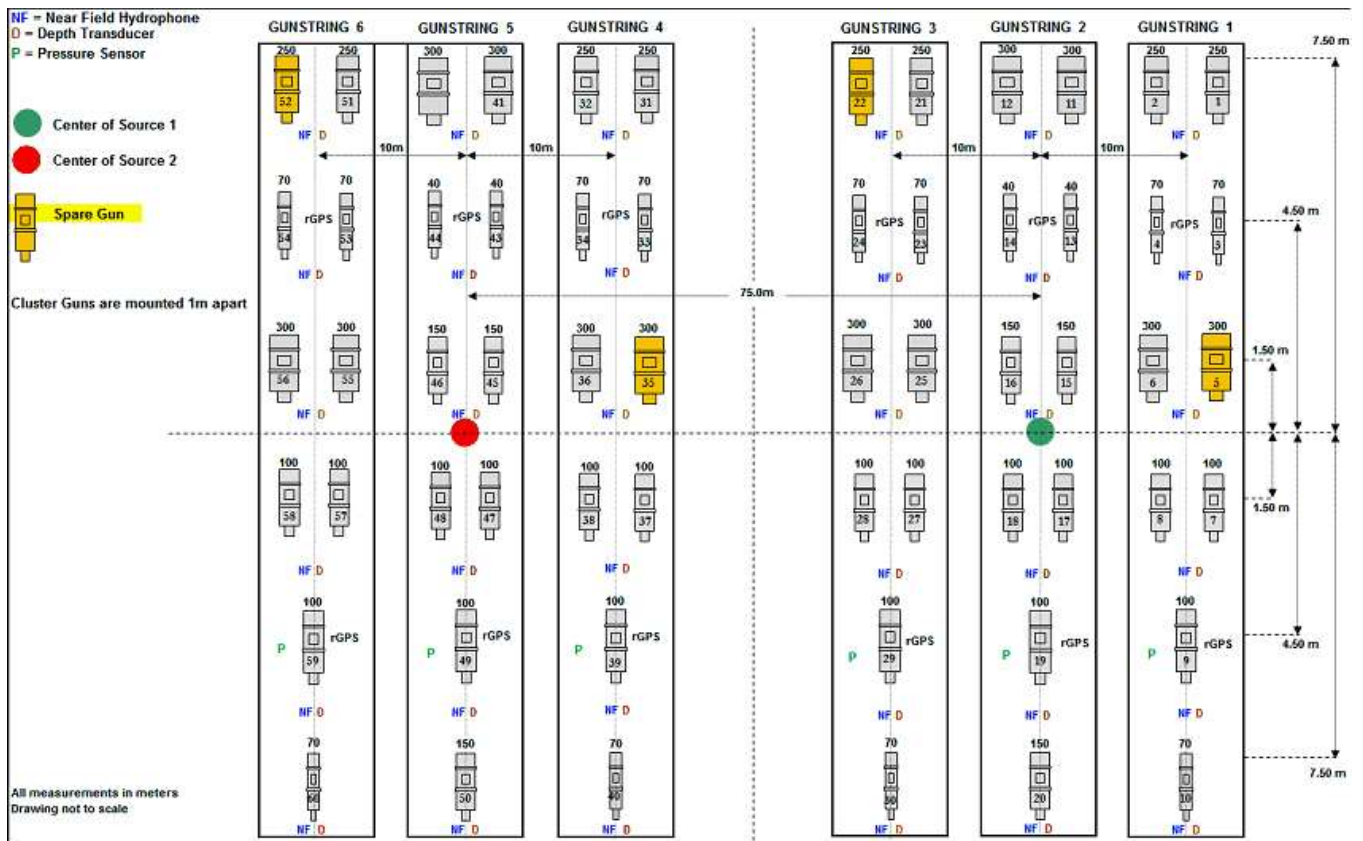 NF = Near Field Hydrophone
D = Depth Transducer
P = Pressure Sensor
Center of Source 1
Center of Source 2
Spare Gun
Cluster Guns are mounted 1m apart
All measurements in meters
Drawing not to scale
GUNSTRING 6 GUNSTRING 5 GUNSTRING 4 GUNSTRING 3 GUNSTRING 2 GUNSTRING 1
250 250 300 300 250 250 250 250 300 300 250 250
7.50 m
52 51 41 32 31 22 21 12 11 2 1
NF D NF D NF D NF D NF D NF D
10m 10m 10m 10m
70 70 40 40 70 70 70 70 40 40 70 70
rGPS rGPS rGPS rGPS rGPS rGPS
4.50 m
54 53 44 43 34 33 24 23 14 13 4 3
NF D NF D NF D NF D NF D NF D
75.0m
300 300 150 150 300 300 300 300 150 150 300 300
1.50 m
56 55 46 45 36 35 26 25 16 15 6 5
NF D NF D NF D NF D NF D NF D
100 100 100 100 100 100 100 100 100 100 100 100
58 57 48 47 38 37 28 27 18 17 8 7
1.50 m
NF D NF D NF D NF D NF D NF D
100 100 100 100 100 100
rGPS rGPS rGPS rGPS rGPS rGPS
4.50 m
P P P P P P
59 49 39 29 19 9
NF D NF D NF D NF D NF D NF D
70 150 70 70 150 70
7.50 m
60 50 40 30 20 10
NF D NF D NF D NF D NF D NF D